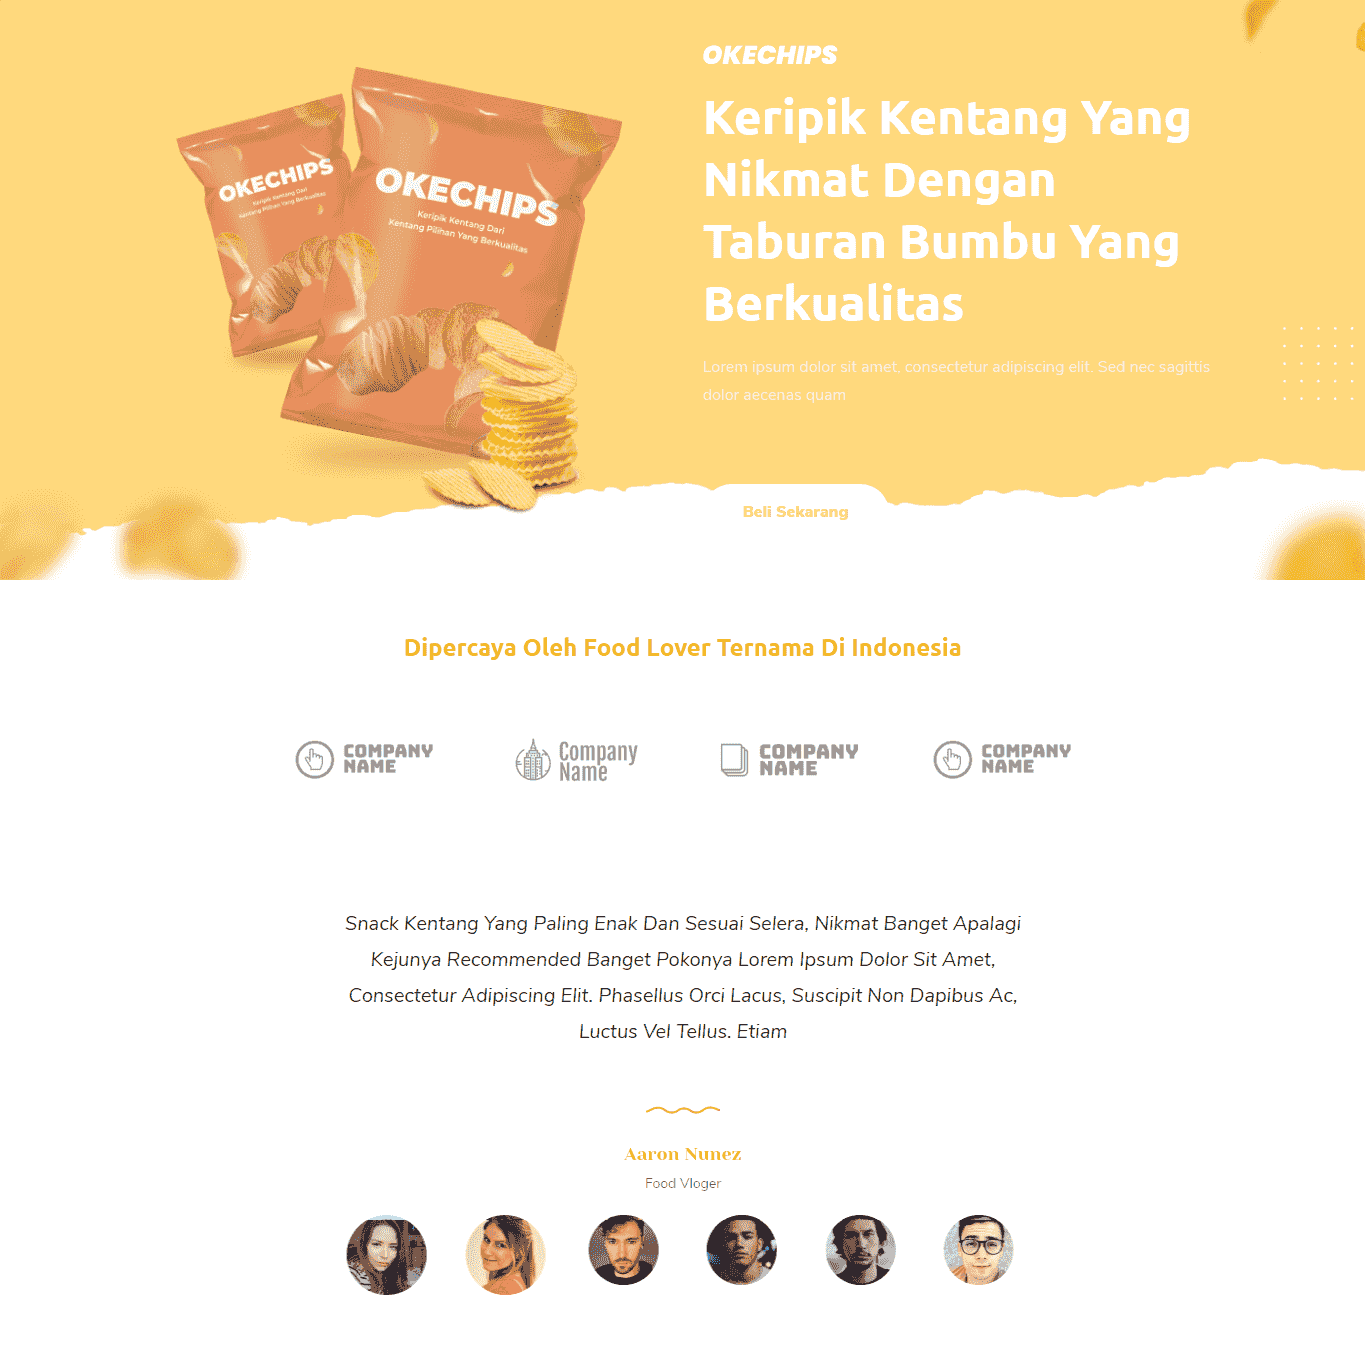 OKECHIPS
Keripik Kentang Yang
Nikmat Dengan
Taburan Bumbu Yang
Berkualitas
Lorem ipsum dolor sit amet, consectetur adipiscing elit. Sed nec sagittis
dolor aecenas quam
Beli Sekarang
OKECHIPS
Keripik Kentang Dari
Kentang Pilihan Yang Berkualitas
OKECHIPS
Keripik Kentang Dari
Kentang Pilihan Yang Berkualitas
Dipercaya Oleh Food Lover Ternama Di Indonesia
COMPANY
NAME
Company
Name
COMPANY
NAME
COMPANY
NAME
Snack Kentang Yang Paling Enak Dan Sesuai Selera, Nikmat Banget Apalagi
Kejunya Recommended Banget Pokonya Lorem Ipsum Dolor Sit Amet,
Consectetur Adipiscing Elit. Phasellus Orci Lacus, Suscipit Non Dapibus Ac,
Luctus Vel Tellus. Etiam
Aaron Nunez
Food Vloger